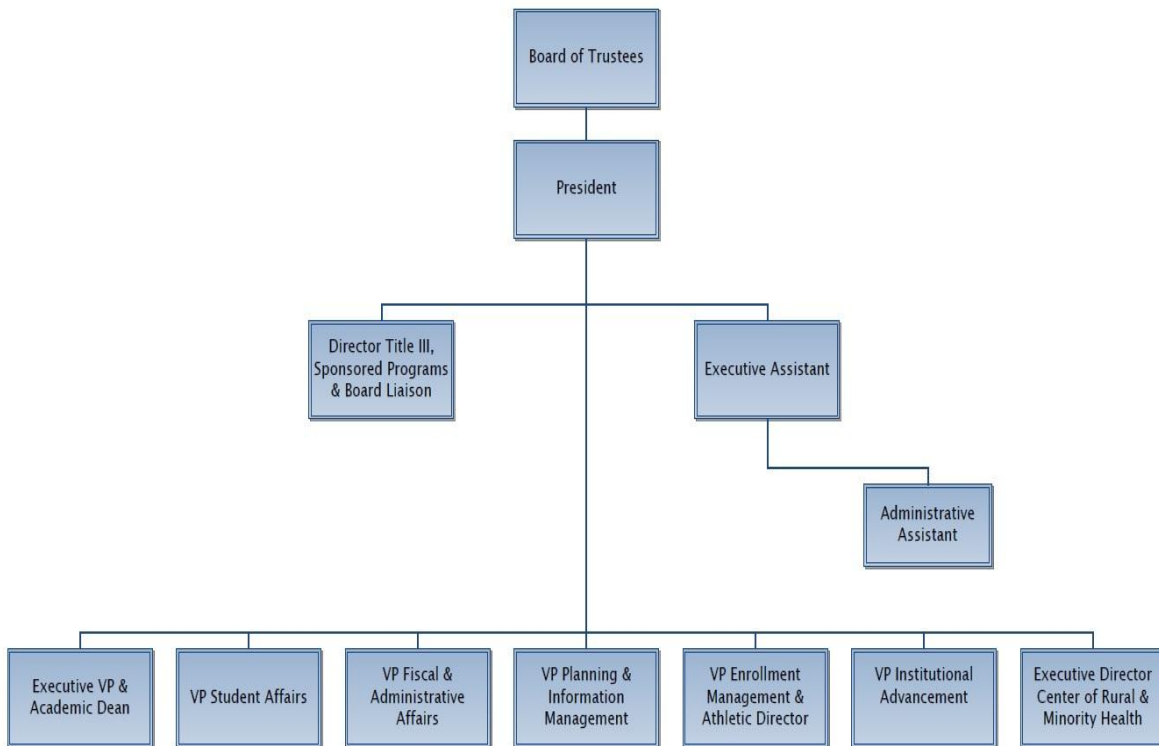 Board of Trustees
President
Director Title III,
Sponsored Programs
& Board Liaison
Executive Assistant
Administrative
Assistant
Executive VP &
Academic Dean
VP Student Affairs
VP Fiscal &
Administrative
Affairs
VP Planning &
Information
Management
VP Enrollment
Management &
Athletic Director
VP Institutional
Advancement
Executive Director
Center of Rural &
Minority Health